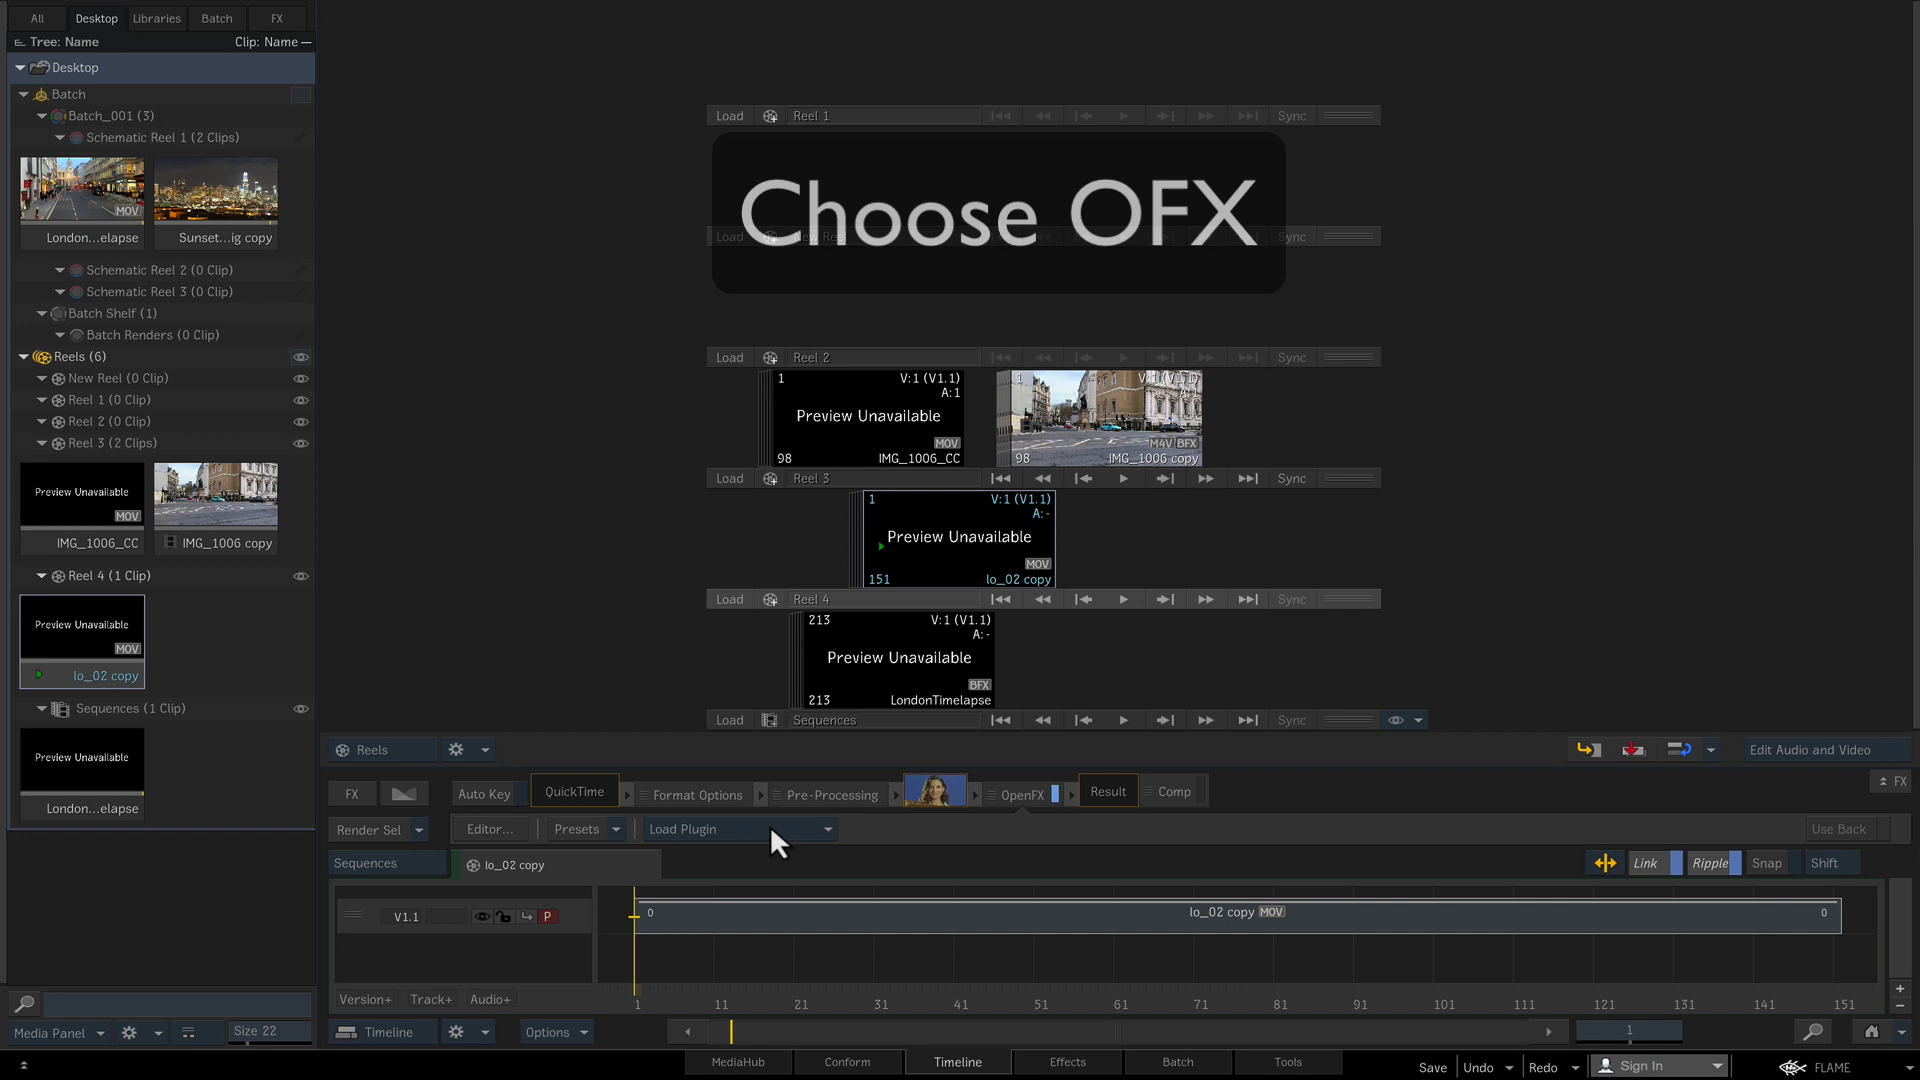 All Desktop Libraries Batch FX
Tree: Name Clip: Name
Desktop
Batch
Batch_001 (3)
Schematic Reel 1 (2 Clips)
MOV
London...elapse Sunset...ig copy
Schematic Reel 2 (0 Clip)
Schematic Reel 3 (0 Clip)
Batch Shelf (1)
Batch Renders (0 Clip)
Reels (6)
New Reel (0 Clip)
Reel 1 (0 Clip)
Reel 2 (0 Clip)
Reel 3 (2 Clips)
Preview Unavailable
MOV
IMG_1006_CC IMG_1006 copy
Reel 4 (1 Clip)
Preview Unavailable
MOV
lo_02 copy
Sequences (1 Clip)
Preview Unavailable
London...elapse
Media Panel Size 22
Load Reel 1 Sync
Choose OFX
Load New Reel Sync
Load Reel 2 Sync
1 V:1 (V1.1)
A:1
Preview Unavailable
MOV
98 IMG_1006_CC
1 V:1 (V1.1)
A:1
M4V BFX
98 IMG_1006 copy
Load Reel 3 Sync
1 V:1 (V1.1)
A:-
Preview Unavailable
MOV
151 lo_02 copy
Load Reel 4 Sync
213 V:1 (V1.1)
A:-
Preview Unavailable
BFX
213 LondonTimelapse
Load Sequences Sync
Reels Edit Audio and Video
FX Auto Key QuickTime Format Options Pre-Processing OpenFX Result Comp FX
Render Sel Editor... Presets Load Plugin Use Back
Sequences lo_02 copy Link Ripple Snap Shift
V1.1 P 0 lo_02 copy MOV 0
Version+ Track+ Audio+ 1 11 21 31 41 51 61 71 81 91 101 111 121 131 141 151
Timeline Options 1
MediaHub Conform Timeline Effects Batch Tools Save Undo Redo Sign In FLAME